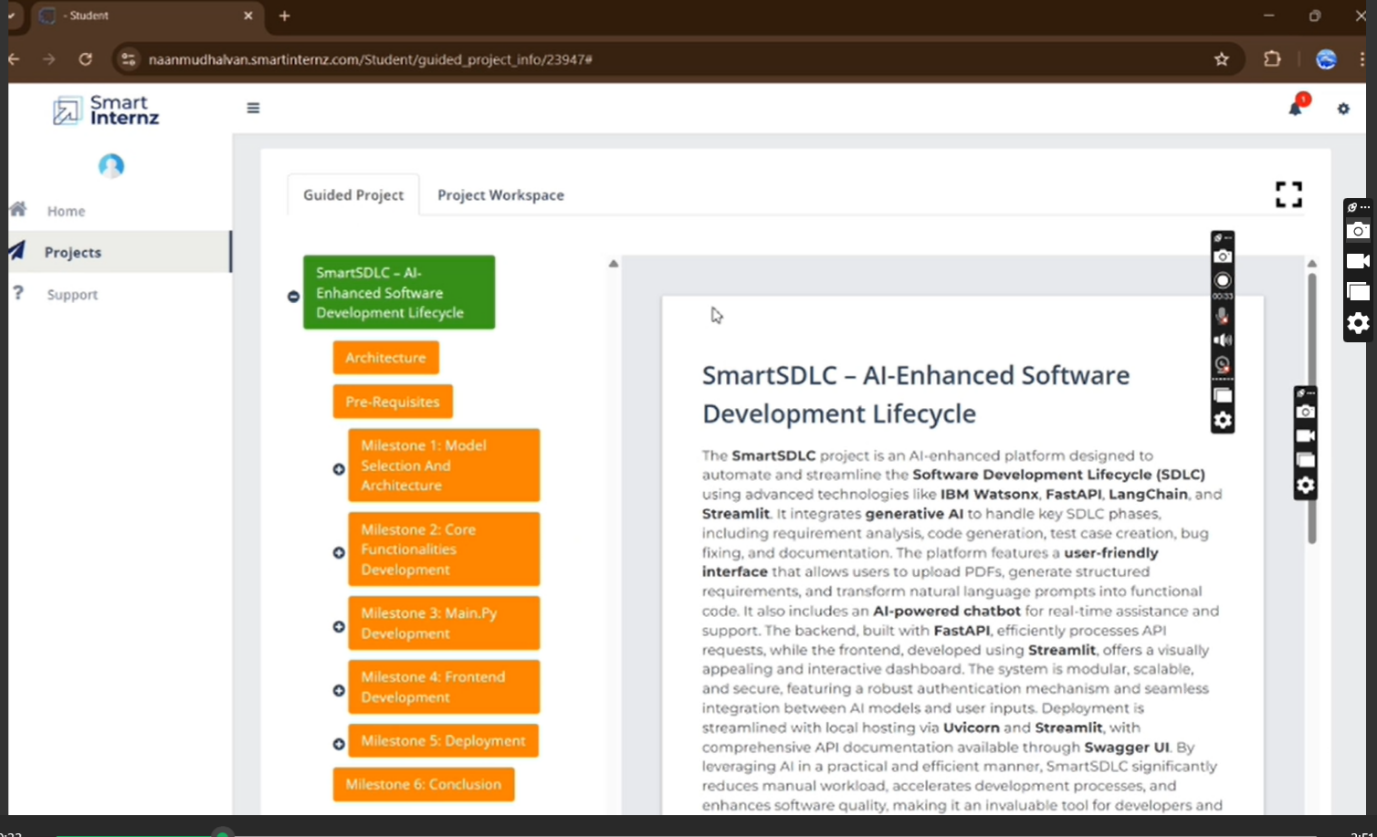 - Student
naanmudhalvan.smartinternz.com/Student/guided_project_info/23947#
Smart
Internz
1
Home
Projects
Support
Guided Project
Project Workspace
SmartSDLC – AI-
Enhanced Software
Development Lifecycle
Architecture
Pre-Requisites
Milestone 1: Model
Selection And
Architecture
Milestone 2: Core
Functionalities
Development
Milestone 3: Main.Py
Development
Milestone 4: Frontend
Development
Milestone 5: Deployment
Milestone 6: Conclusion
SmartSDLC – AI-Enhanced Software
Development Lifecycle
The SmartSDLC project is an AI-enhanced platform designed to
automate and streamline the Software Development Lifecycle (SDLC)
using advanced technologies like IBM Watsonx, FastAPI, LangChain, and
Streamlit. It integrates generative AI to handle key SDLC phases,
including requirement analysis, code generation, test case creation, bug
fixing, and documentation. The platform features a user-friendly
interface that allows users to upload PDFs, generate structured
requirements, and transform natural language prompts into functional
code. It also includes an AI-powered chatbot for real-time assistance and
support. The backend, built with FastAPI, efficiently processes API
requests, while the frontend, developed using Streamlit, offers a visually
appealing and interactive dashboard. The system is modular, scalable,
and secure, featuring a robust authentication mechanism and seamless
integration between AI models and user inputs. Deployment is
streamlined with local hosting via Uvicorn and Streamlit, with
comprehensive API documentation available through Swagger UI. By
leveraging AI in a practical and efficient manner, SmartSDLC significantly
reduces manual workload, accelerates development processes, and
enhances software quality, making it an invaluable tool for developers and
00:33